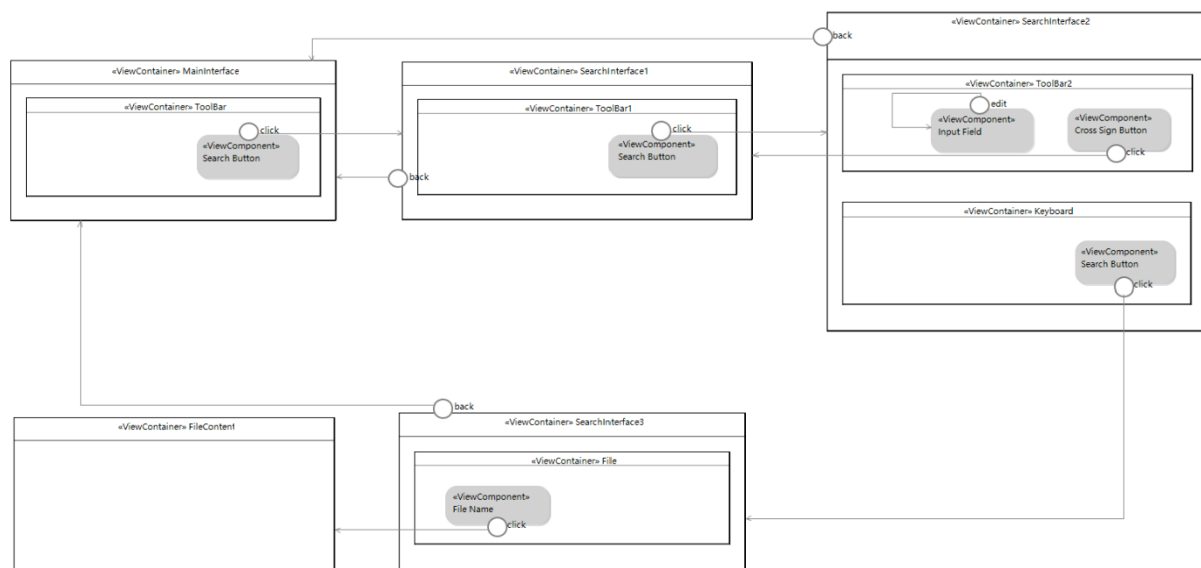 «ViewContainer» MainInterface
«ViewContainer» ToolBar
click
«ViewComponent»
Search Button
«ViewContainer» SearchInterface1
«ViewContainer» ToolBar1
click
«ViewComponent»
Search Button
back
«ViewContainer» SearchInterface2
back
«ViewContainer» ToolBar2
edit
«ViewComponent»
Input Field
«ViewComponent»
Cross Sign Button
click
«ViewContainer» Keyboard
«ViewComponent»
Search Button
click
«ViewContainer» FileContent
back
«ViewContainer» SearchInterface3
«ViewContainer» File
«ViewComponent»
File Name
click